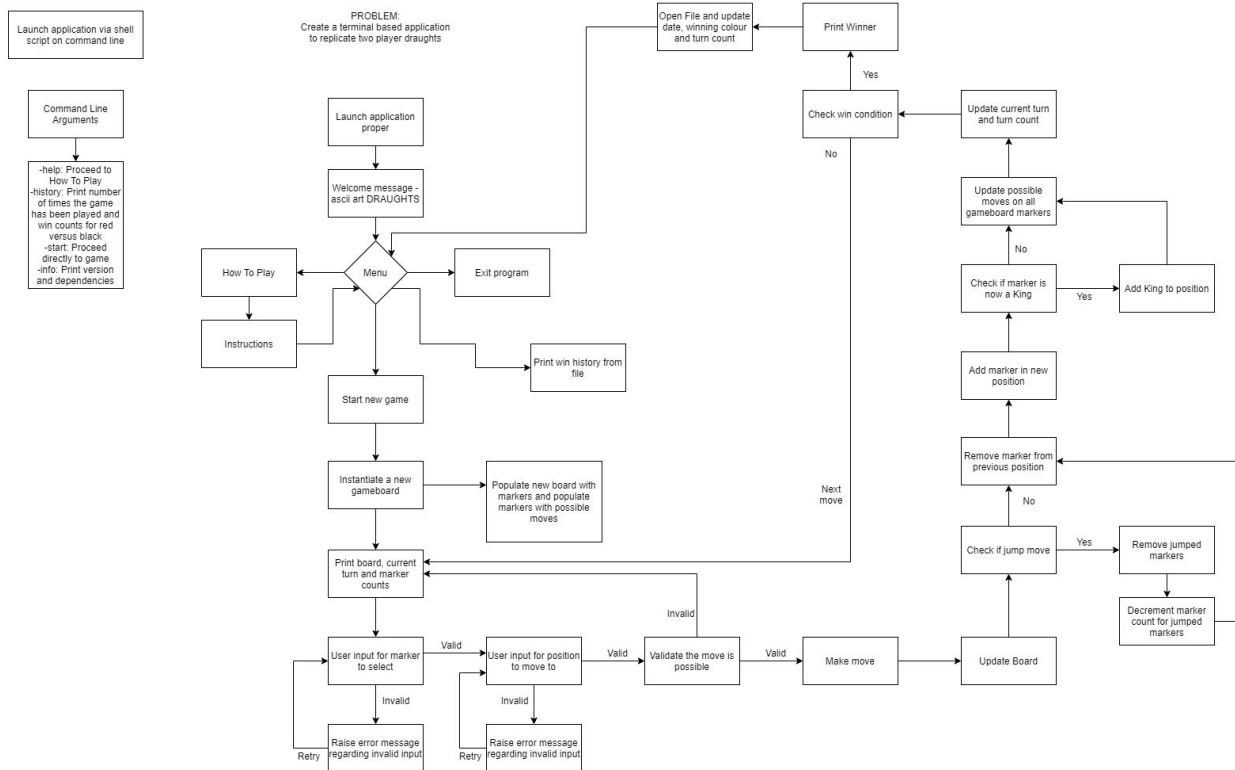 Launch application via shell
script on command line
PROBLEM:
Create a terminal based application
to replicate two player draughts
Open File and update
date, winning colour
and turn count
Print Winner
Yes
Command Line
Arguments
Launch application
proper
Check win condition
Update current turn
and turn count
No
-help: Proceed to
How To Play
-history: Print number
of times the game
has been played and
win counts for red
versus black
-start: Proceed
directly to game
-info: Print version
and dependencies
Welcome message -
ascii art DRAUGHTS
Update possible
moves on all
gameboard markers
No
How To Play
Menu
Exit program
Check if marker is
now a King
Yes
Add King to position
Instructions
Print win history from
file
Add marker in new
position
Start new game
Remove marker from
previous position
Instantiate a new
gameboard
Populate new board
with markers and populate
markers with possible
moves
Next
move
No
Print board, current
turn and marker
counts
Check if jump move
Yes
Remove jumped
markers
Invalid
Decrement marker
count for jumped
markers
User input for marker
to select
Valid
User input for position
to move to
Valid
Validate the move is
possible
Valid
Make move
Update Board
Invalid
Invalid
Raise error message
regarding invalid input
Retry
Raise error message
regarding invalid input
Retry